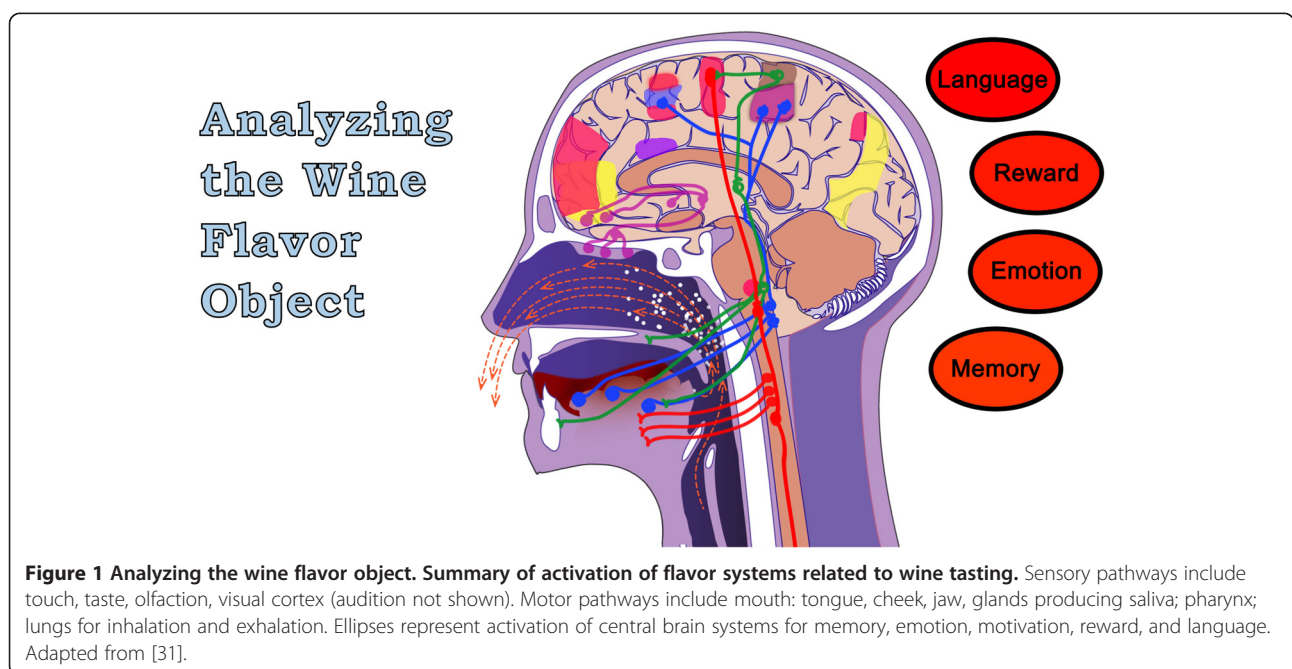 Analyzing
the Wine
Flavor
Object
Language
Reward
Emotion
Memory
Figure 1 Analyzing the wine flavor object. Summary of activation of flavor systems related to wine tasting. Sensory pathways include
touch, taste, olfaction, visual cortex (audition not shown). Motor pathways include mouth: tongue, cheek, jaw, glands producing saliva; pharynx;
lungs for inhalation and exhalation. Ellipses represent activation of central brain systems for memory, emotion, motivation, reward, and language.
Adapted from [31].